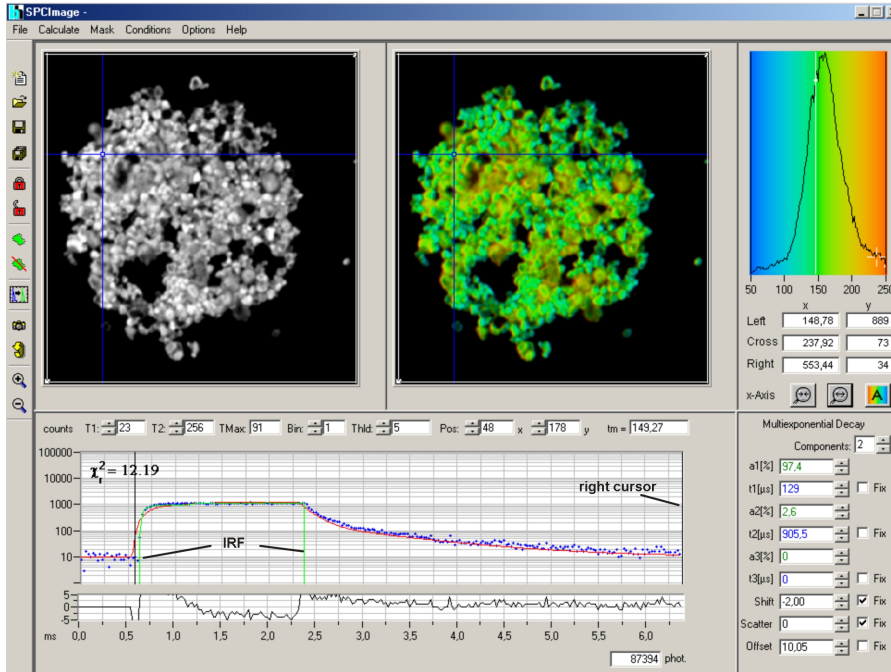 SPCImage -
File Calculate Mask Conditions Options Help
50 100 150 200 250
x y
Left 148,78 889
Cross 237,92 73
Right 553,44 34
x-Axis A
counts T1: 23 T2: 256 TMax: 91 Bin: 1 Thld: 5 Pos: 48 x 178 y tm = 149,27
100000
10000
1000
100
10
χ²r = 12.19
right cursor
IRF
5
0
-5
ms 0,0 0,5 1,0 1,5 2,0 2,5 3,0 3,5 4,0 4,5 5,0 5,5 6,0
87394 phot.
Multiexponential Decay
Components: 2
a1[%] 97,4
t1[µs] 129 Fix
a2[%] 2,6
t2[µs] 905,5 Fix
a3[%] 0
t3[µs] 0 Fix
Shift -2,00 Fix
Scatter 0 Fix
Offset 10,05 Fix